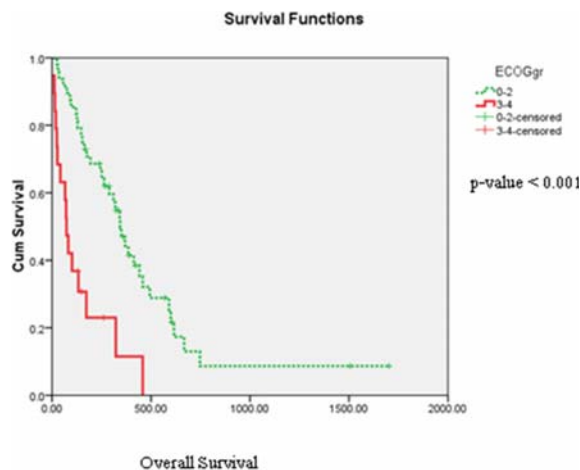 Survival Functions
ECOGgr
0-2
3-4
0-2-censored
3-4-censored
p-value < 0.001
Cum Survival
1.0
0.8
0.6
0.4
0.2
0.0
0.00
500.00
1000.00
1500.00
2000.00
Overall Survival